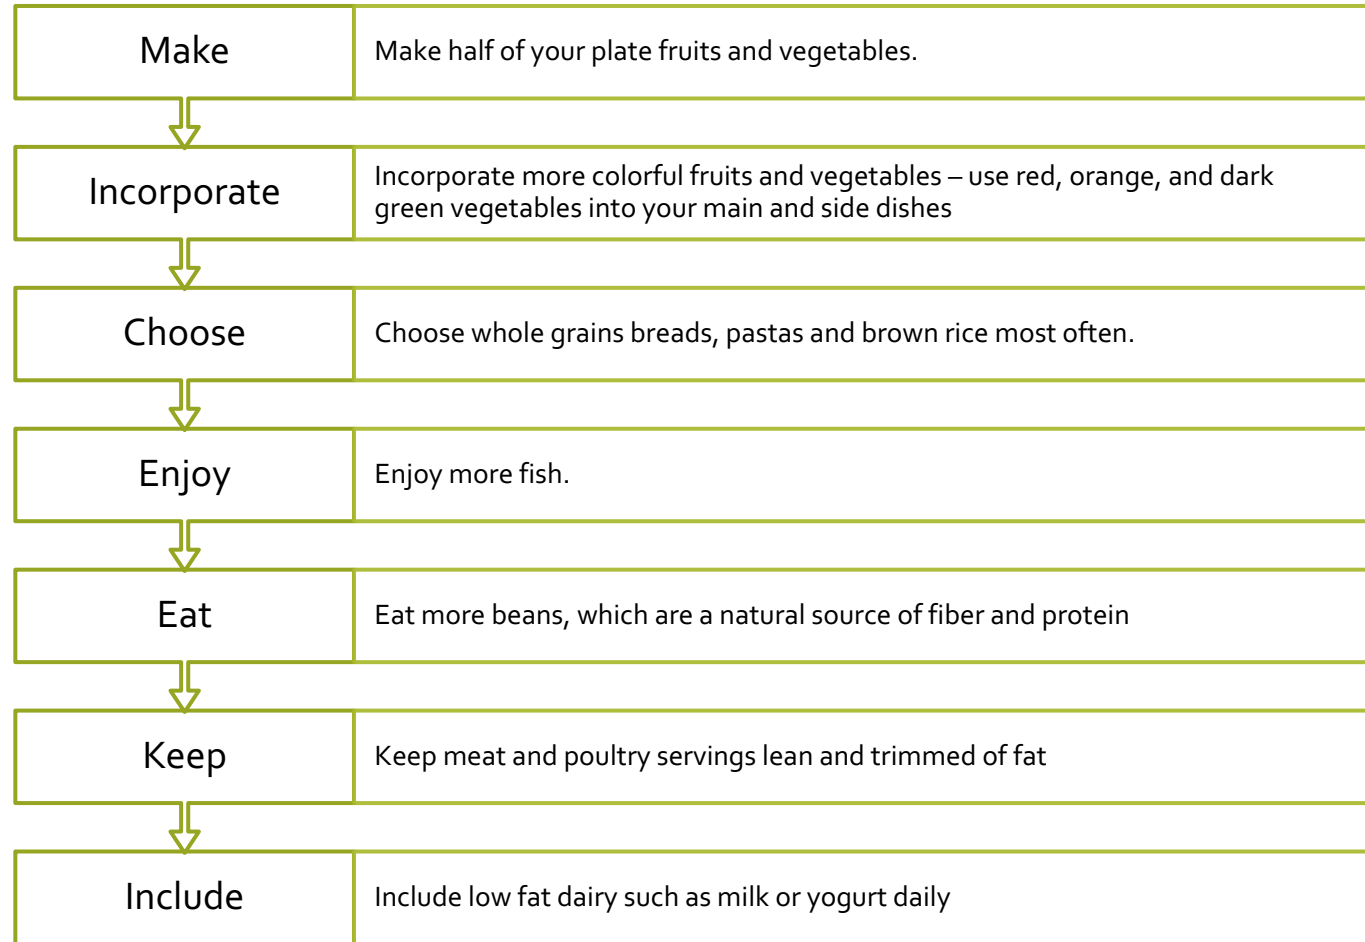 Make
Make half of your plate fruits and vegetables.
Incorporate
Incorporate more colorful fruits and vegetables – use red, orange, and dark
green vegetables into your main and side dishes
Choose
Choose whole grains breads, pastas and brown rice most often.
Enjoy
Enjoy more fish.
Eat
Eat more beans, which are a natural source of fiber and protein
Keep
Keep meat and poultry servings lean and trimmed of fat
Include
Include low fat dairy such as milk or yogurt daily